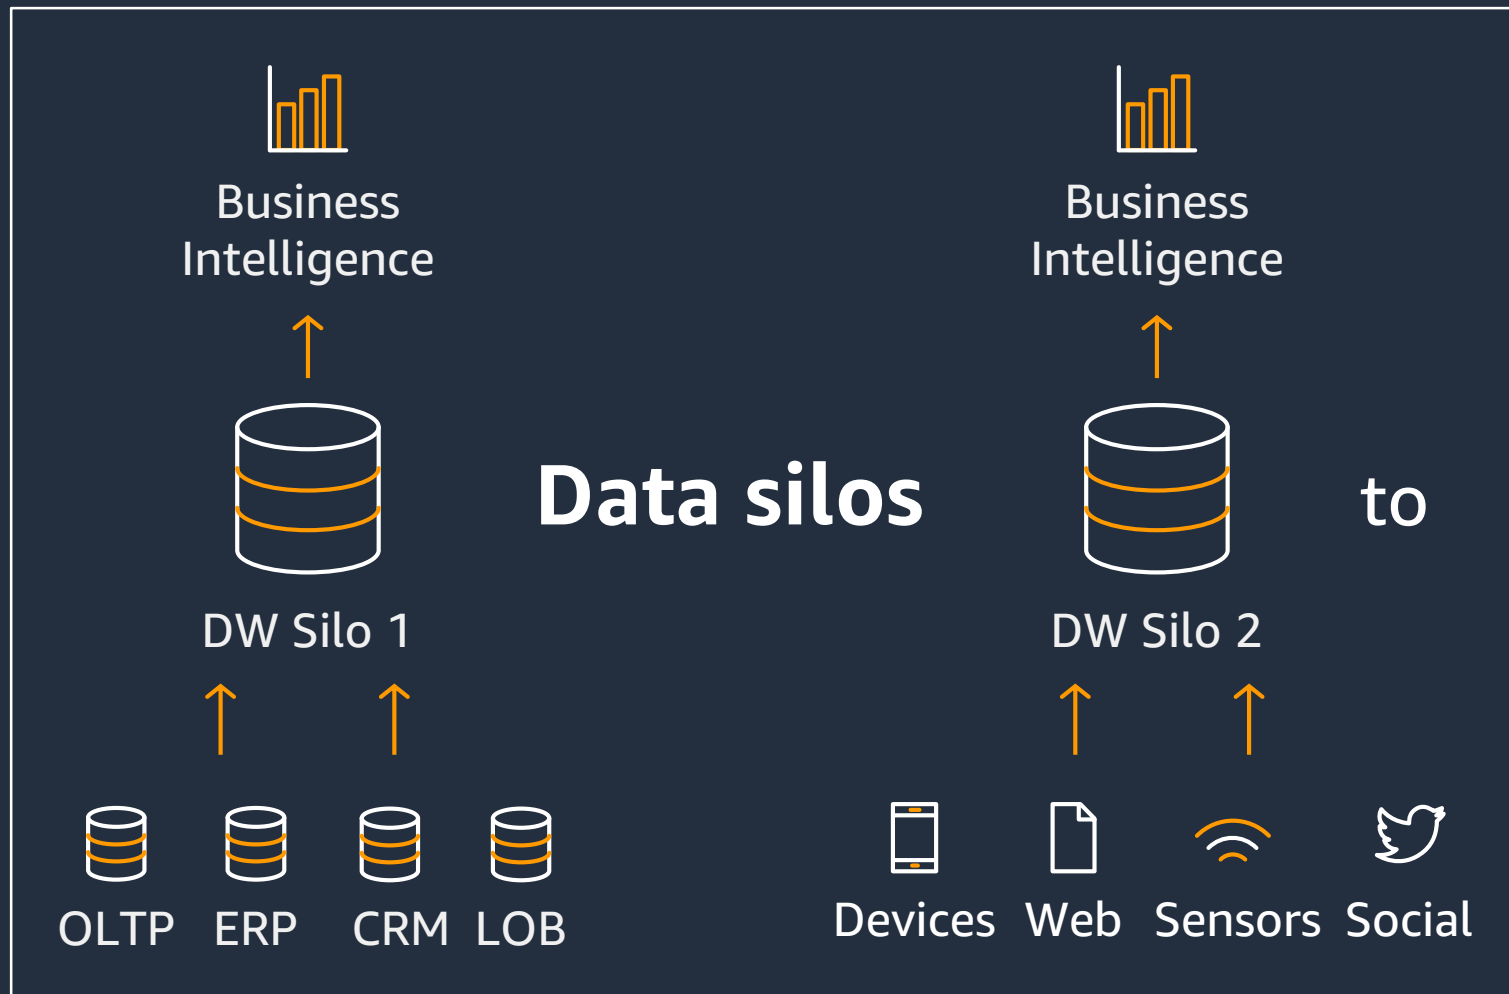 Business
Intelligence
Business
Intelligence
Data silos
to
DW Silo 1
DW Silo 2
OLTP
ERP
CRM
LOB
Devices
Web
Sensors
Social